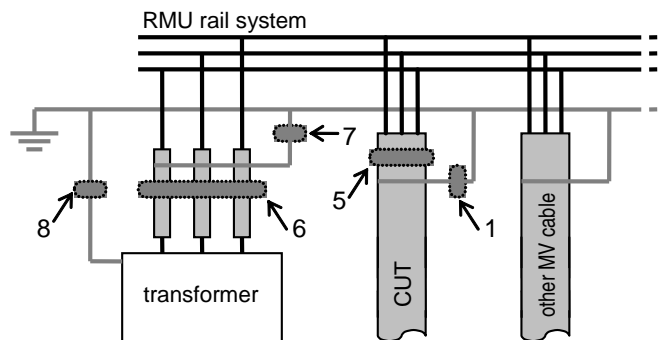 RMU rail system
7
5
8
6
1
transformer
CUT
other MV cable